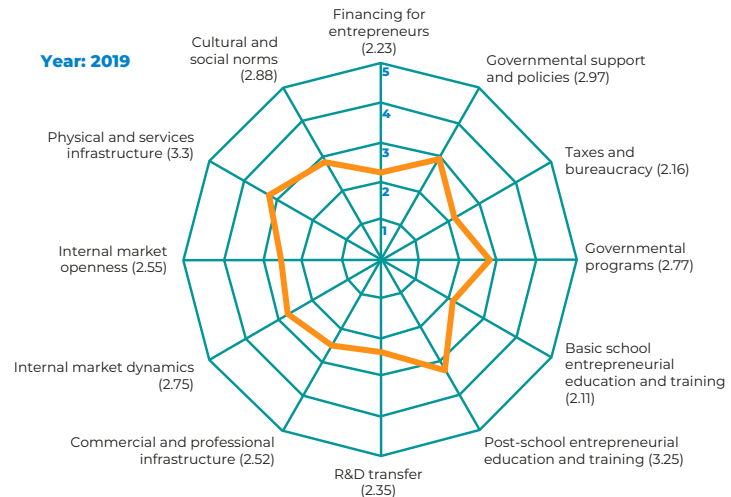 Year: 2019
Financing for
entrepreneurs
(2.23)
Governmental support
and policies (2.97)
Taxes and
bureaucracy (2.16)
Governmental
programs (2.77)
Basic school
entrepreneurial
education and training
(2.11)
Post-school entrepreneurial
education and training (3.25)
R&D transfer
(2.35)
Commercial and professional
infrastructure (2.52)
Internal market dynamics
(2.75)
Internal market
openness (2.55)
Physical and services
infrastructure (3.3)
Cultural and
social norms
(2.88)
5
4
3
2
1